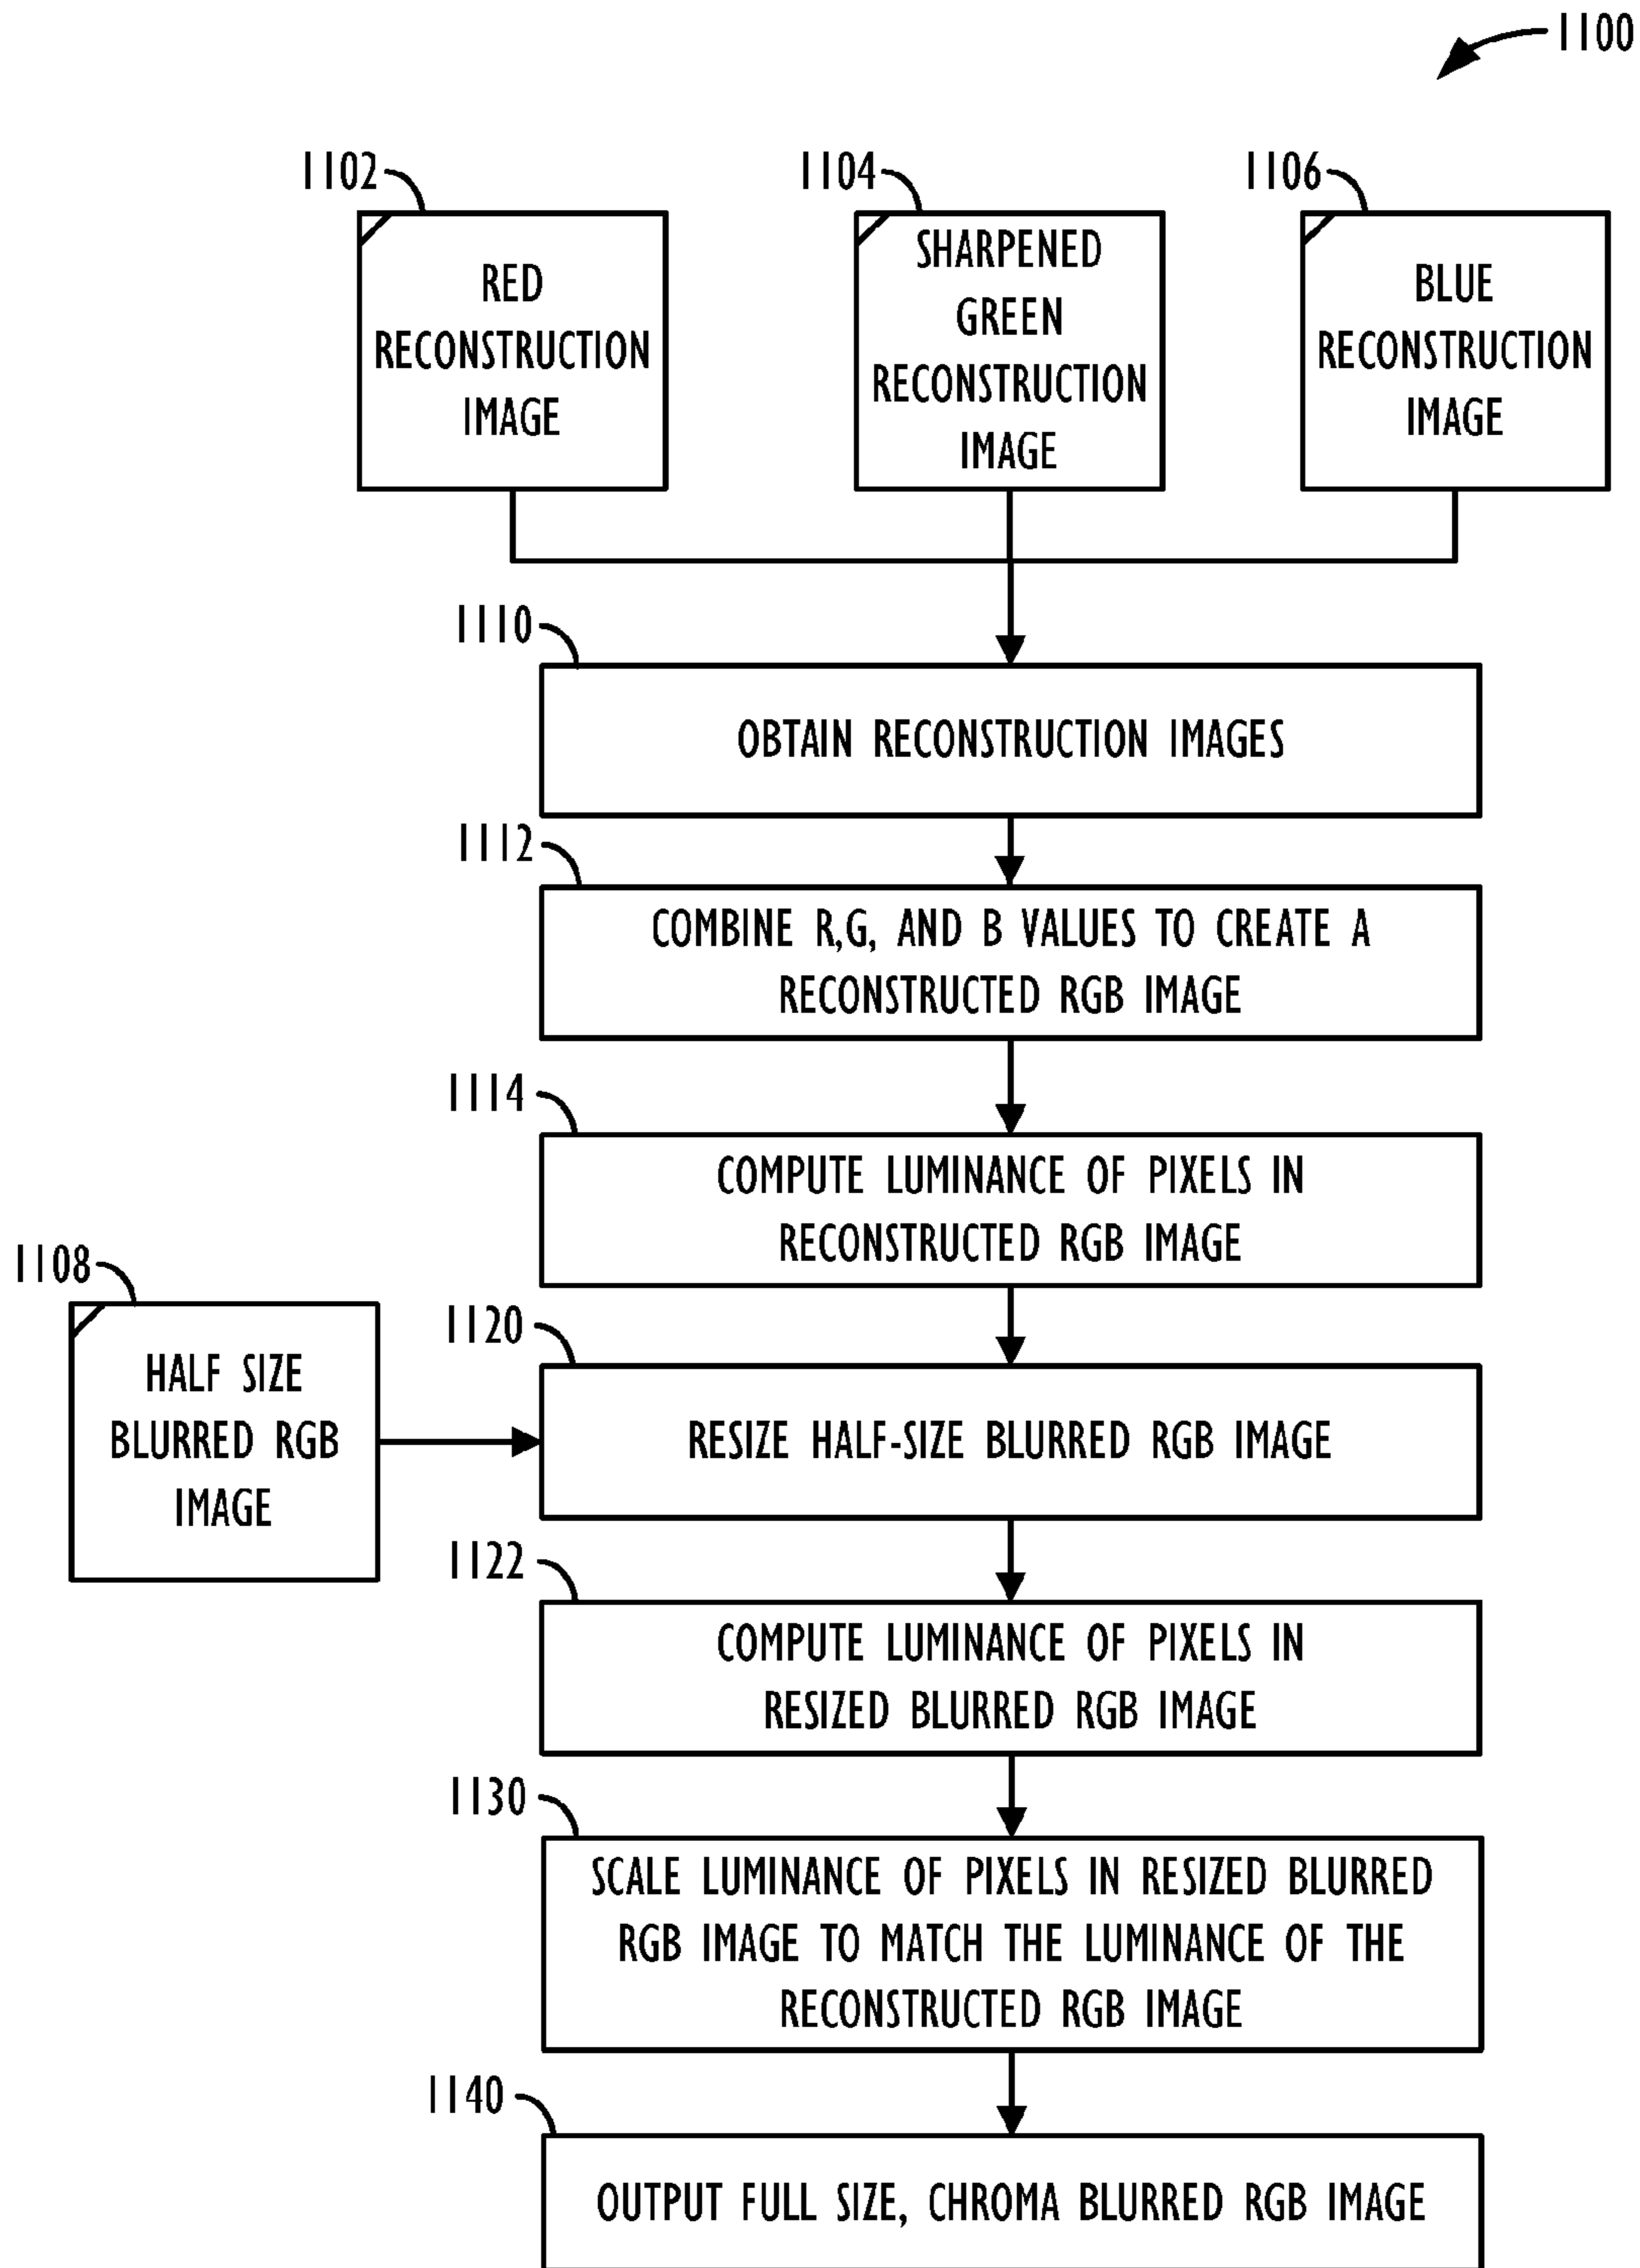 1100
1102
1104
1106
RED
RECONSTRUCTION
IMAGE
SHARPENED
GREEN
RECONSTRUCTION
IMAGE
BLUE
RECONSTRUCTION
IMAGE
1110
OBTAIN RECONSTRUCTION IMAGES
1112
COMBINE R,G, AND B VALUES TO CREATE A
RECONSTRUCTED RGB IMAGE
1114
COMPUTE LUMINANCE OF PIXELS IN
RECONSTRUCTED RGB IMAGE
1108
HALF SIZE
BLURRED RGB
IMAGE
1120
RESIZE HALF-SIZE BLURRED RGB IMAGE
1122
COMPUTE LUMINANCE OF PIXELS IN
RESIZED BLURRED RGB IMAGE
1130
SCALE LUMINANCE OF PIXELS IN RESIZED BLURRED
RGB IMAGE TO MATCH THE LUMINANCE OF THE
RECONSTRUCTED RGB IMAGE
1140
OUTPUT FULL SIZE, CHROMA BLURRED RGB IMAGE